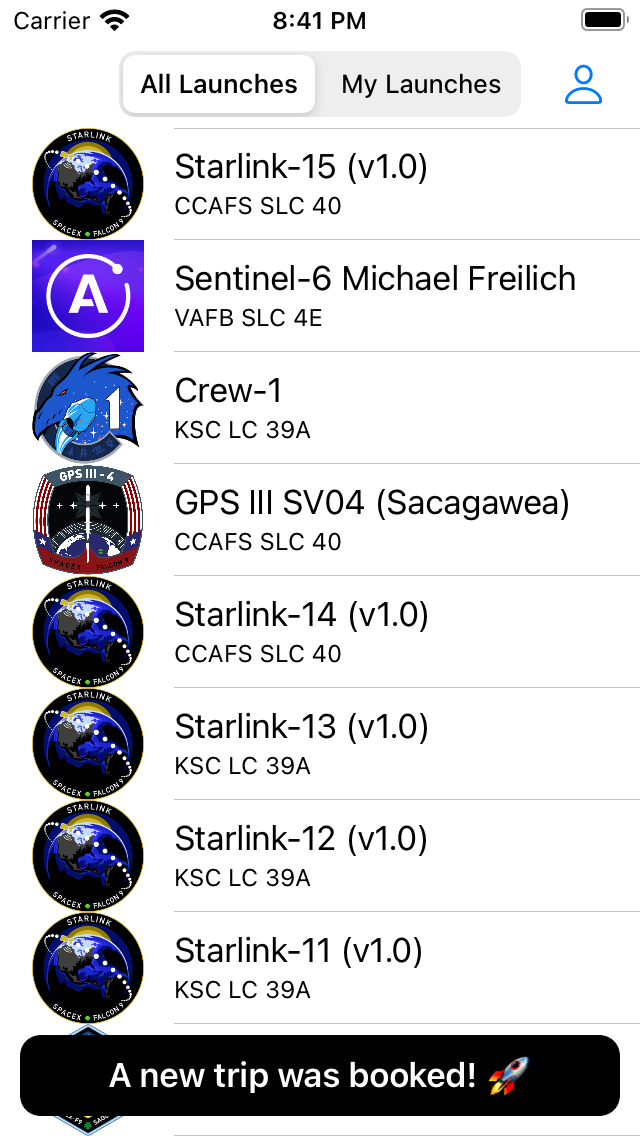 Carrier 8:41 PM
All Launches My Launches
STARLINK
SPACEX FALCON 9
Starlink-15 (v1.0)
CCAFS SLC 40
A
Sentinel-6 Michael Freilich
VAFB SLC 4E
1
Crew-1
KSC LC 39A
GPS III - 4
SPACEX FALCON 9
GPS III SV04 (Sacagawea)
CCAFS SLC 40
STARLINK
SPACEX FALCON 9
Starlink-14 (v1.0)
CCAFS SLC 40
STARLINK
SPACEX FALCON 9
Starlink-13 (v1.0)
KSC LC 39A
STARLINK
SPACEX FALCON 9
Starlink-12 (v1.0)
KSC LC 39A
STARLINK
SPACEX FALCON 9
Starlink-11 (v1.0)
KSC LC 39A
A new trip was booked! 🚀